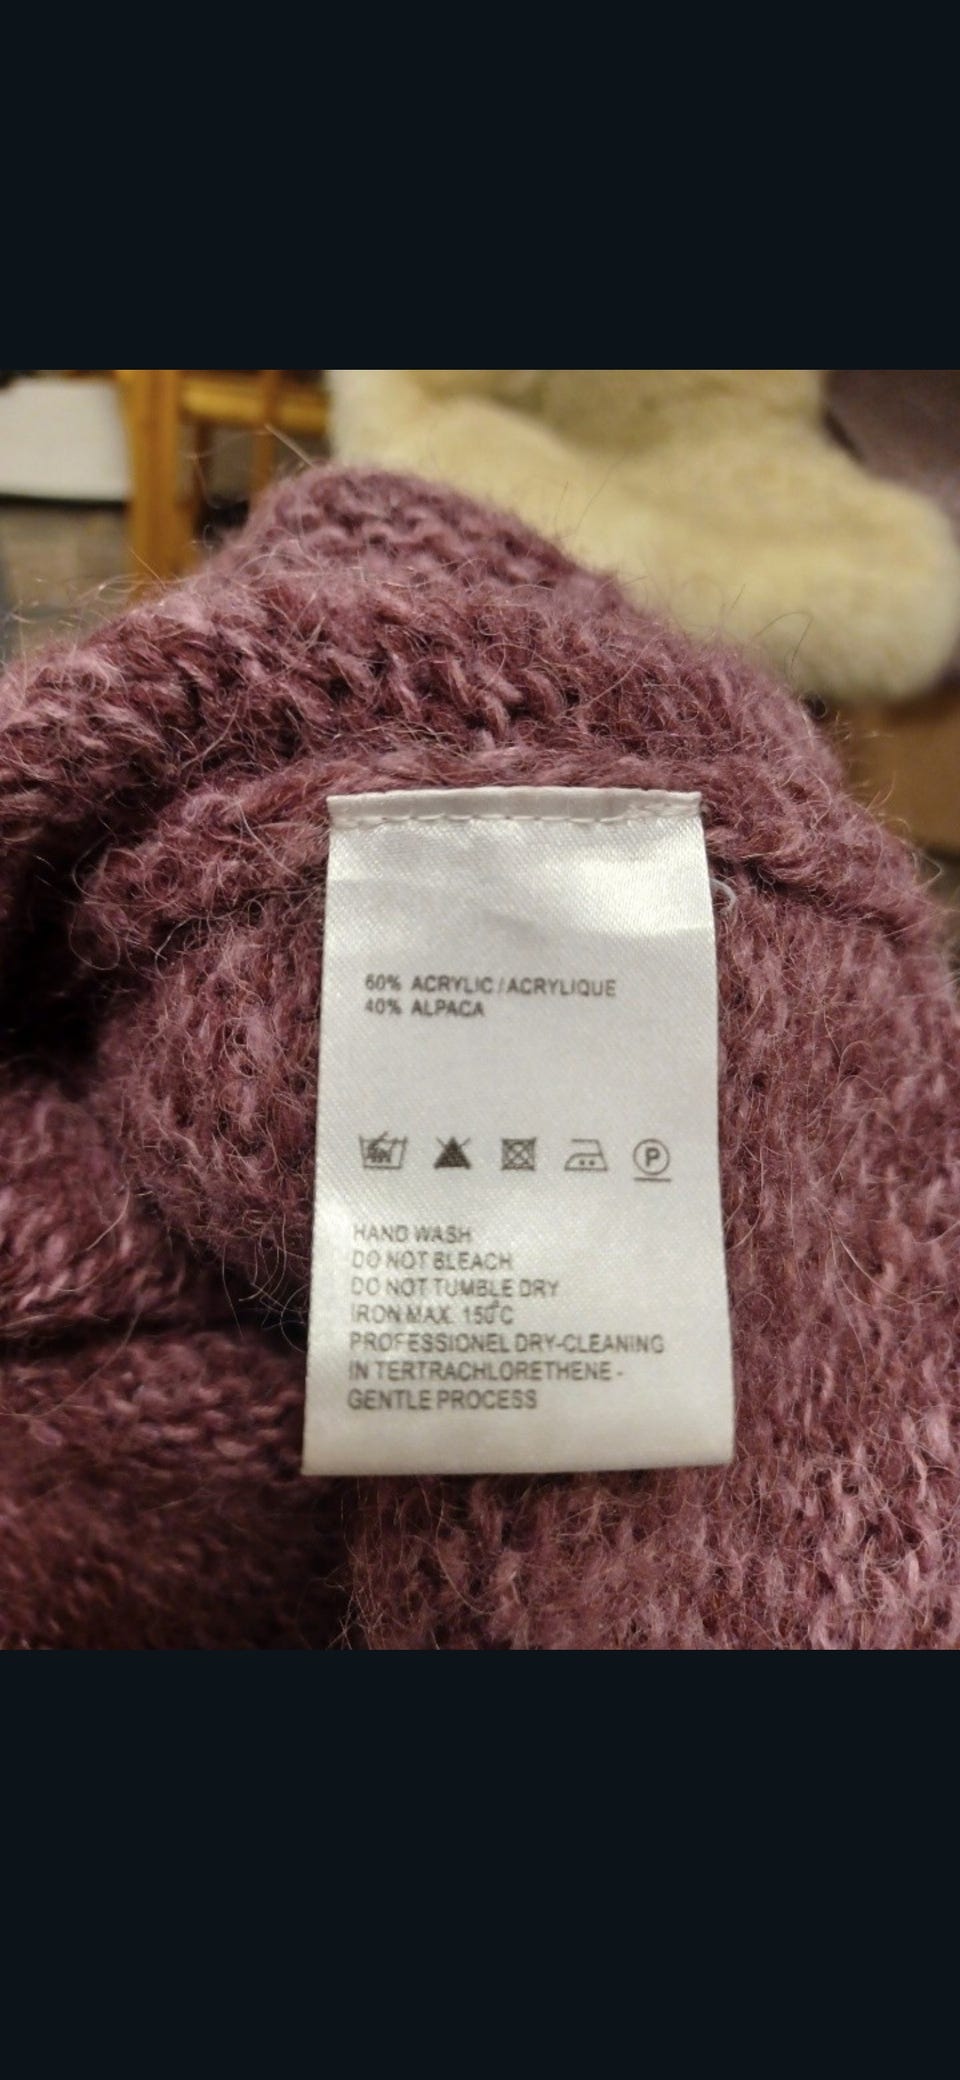 60% ACRYLIC / ACRYLIQUE
40% ALPACA
P
HAND WASH
DO NOT BLEACH
DO NOT TUMBLE DRY
IRON MAX. 150°C
PROFESSIONEL DRY-CLEANING
IN TERTRACHLORETHENE -
GENTLE PROCESS